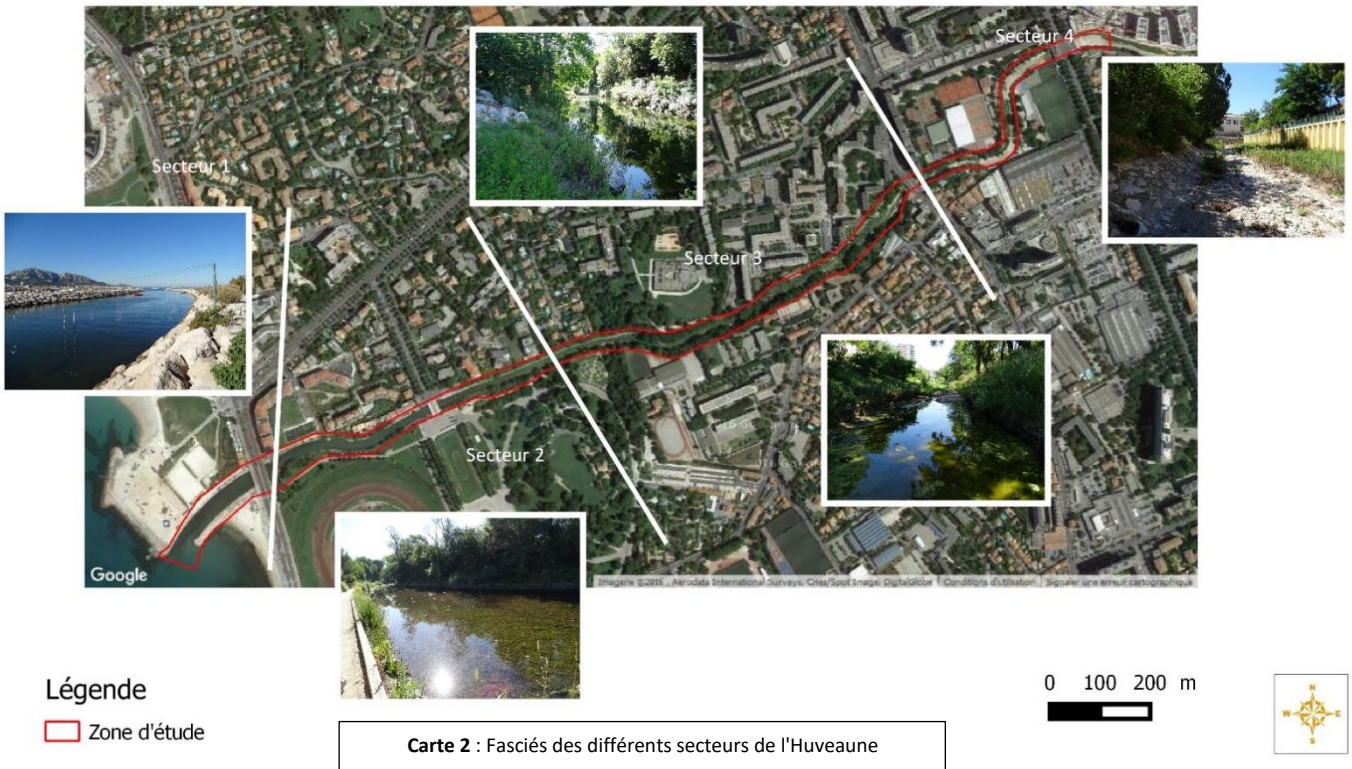 Secteur 4
Secteur 1
Secteur 3
Secteur 2
Google
Imagerie ©2016 , Aerodata International Surveys, Cnes/Spot Image, DigitalGlobe
Conditions d'utilisation
Signaler une erreur cartographique
Légende
Zone d'étude
0 100 200 m
N
W E
S
Carte 2 : Fasciés des différents secteurs de l'Huveaune